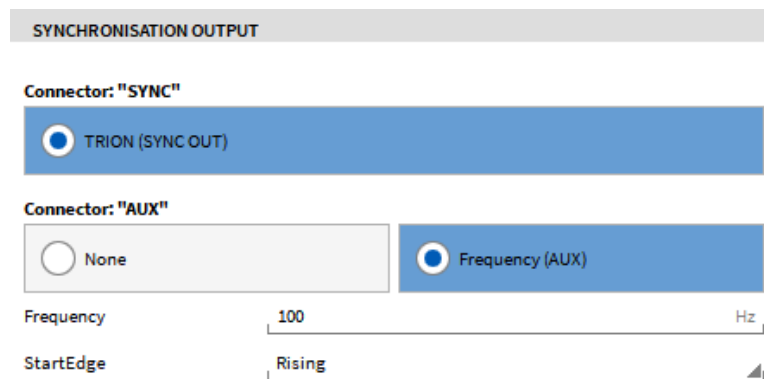 SYNCHRONISATION OUTPUT
Connector: "SYNC"
TRION (SYNC OUT)
Connector: "AUX"
None Frequency (AUX)
Frequency 100 Hz
StartEdge Rising